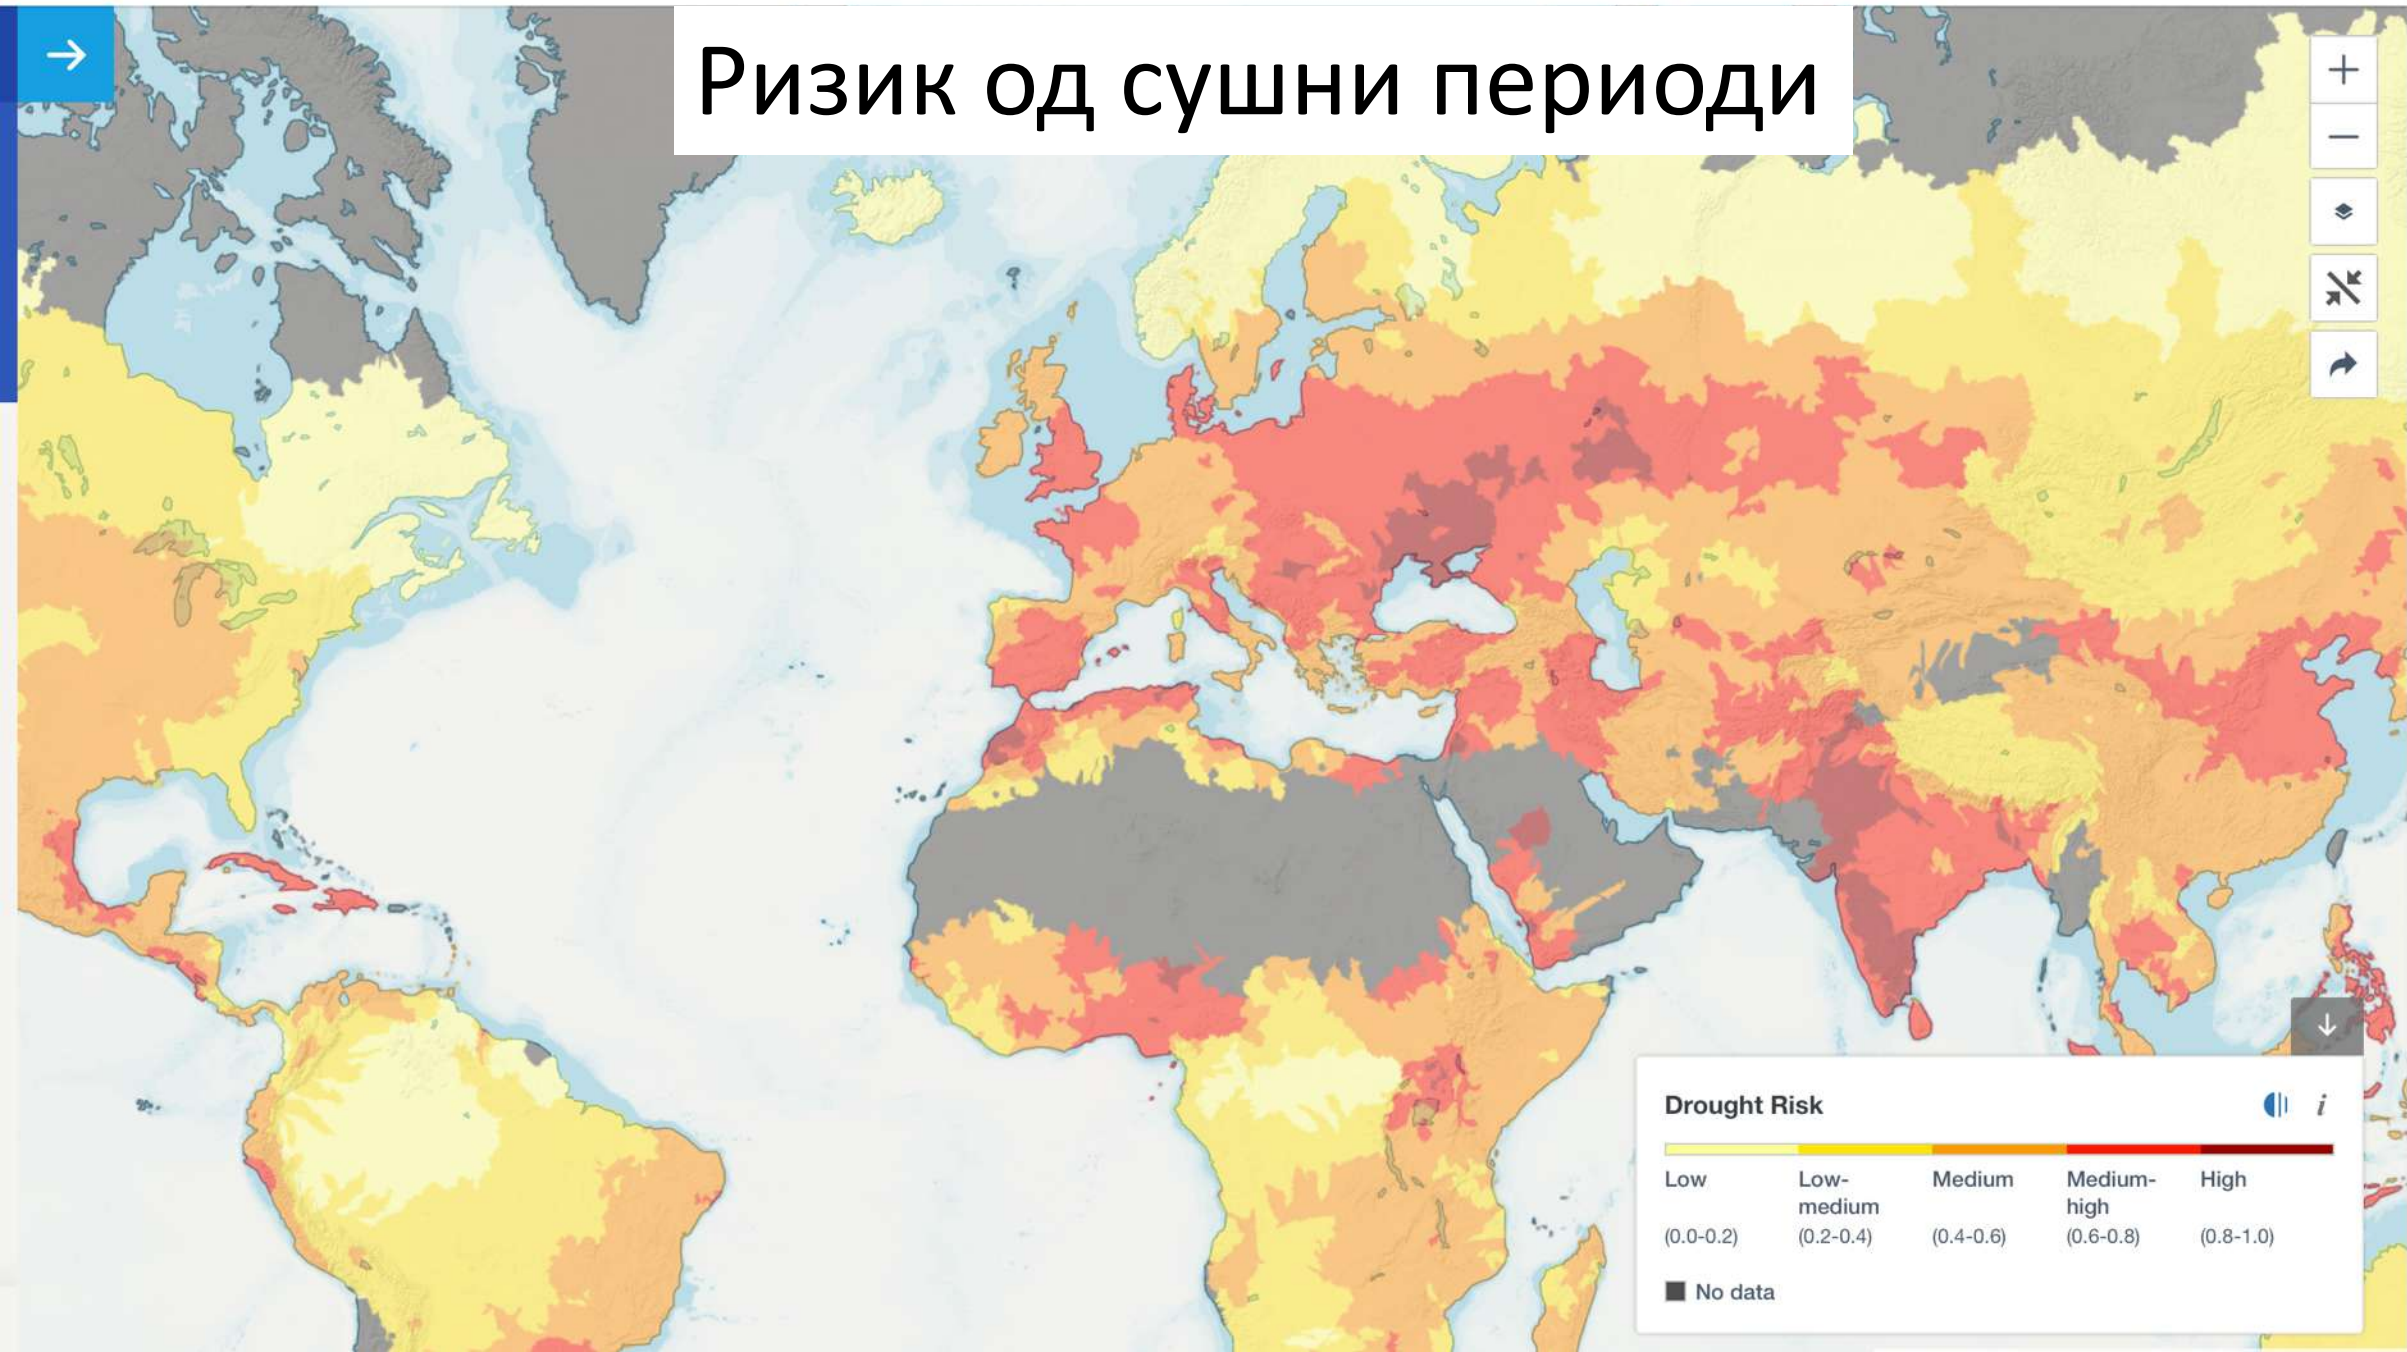 Ризик од сушни периоди
Drought Risk
i
Low
Low-
medium
Medium
Medium-
high
High
(0.0-0.2)
(0.2-0.4)
(0.4-0.6)
(0.6-0.8)
(0.8-1.0)
No data